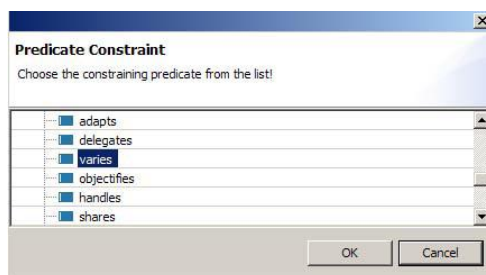 Predicate Constraint
Choose the constraining predicate from the list!
adapts
delegates
varies
objectifies
handles
shares
OK Cancel